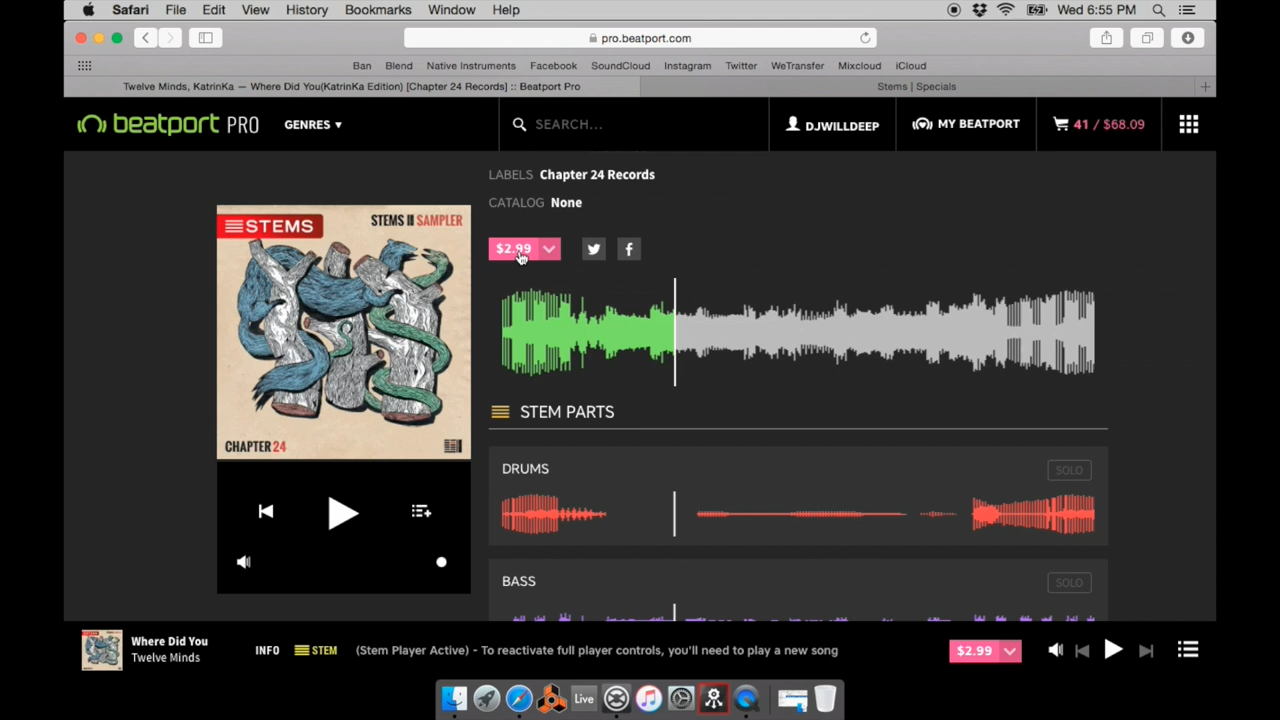 Safari File Edit View History Bookmarks Window Help Wed 6:55 PM
pro.beatport.com
Ban Blend Native Instruments Facebook SoundCloud Instagram Twitter WeTransfer Mixcloud iCloud
Twelve Minds, KatrinKa — Where Did You(KatrinKa Edition) [Chapter 24 Records] :: Beatport Pro Stems | Specials
beatport PRO GENRES ▾ SEARCH... DJWILLDEEP MY BEATPORT 41 / $68.09
LABELS Chapter 24 Records
CATALOG None
STEMS STEMS II SAMPLER
CHAPTER 24
$2.99
STEM PARTS
DRUMS SOLO
BASS SOLO
Where Did You
Twelve Minds
INFO STEM (Stem Player Active) - To reactivate full player controls, you'll need to play a new song $2.99
Live